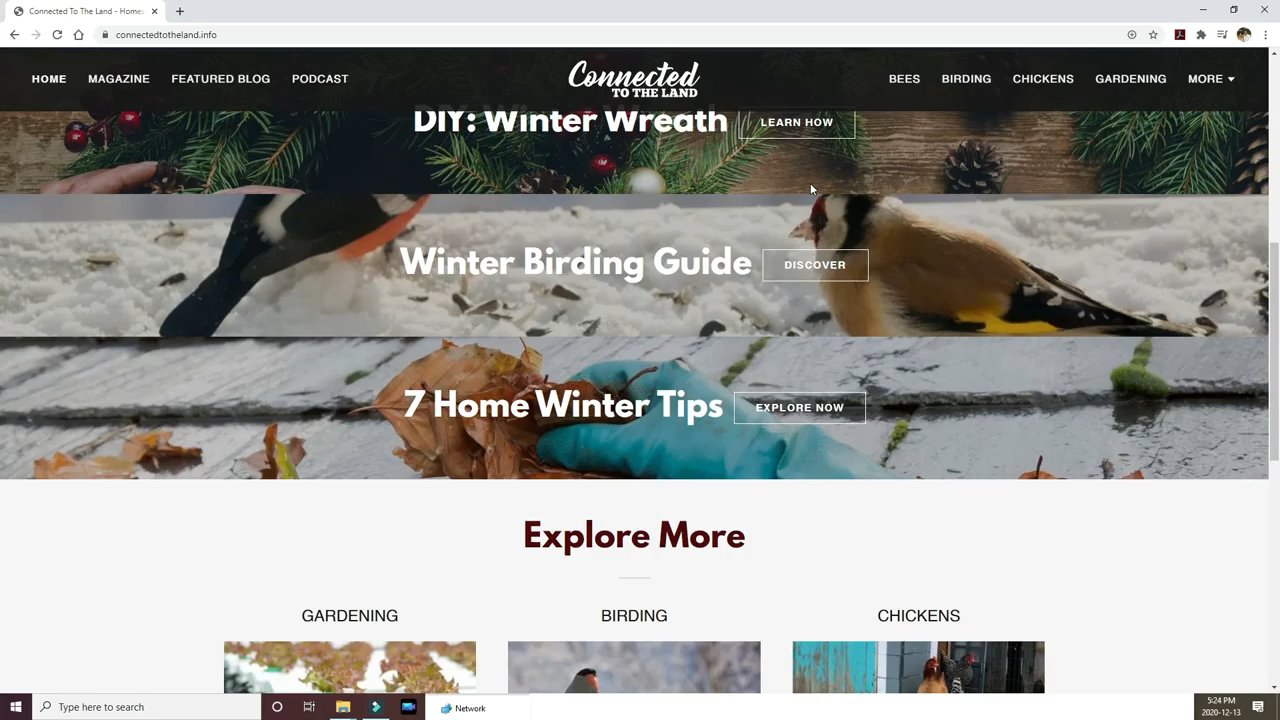 Connected To The Land - Home:
connectedtotheland.info
HOME MAGAZINE FEATURED BLOG PODCAST Connected TO THE LAND BEES BIRDING CHICKENS GARDENING MORE
DIY: Winter Wreath LEARN HOW
Winter Birding Guide DISCOVER
7 Home Winter Tips EXPLORE NOW
Explore More
GARDENING BIRDING CHICKENS
Type here to search Network 5:24 PM
2020-12-13